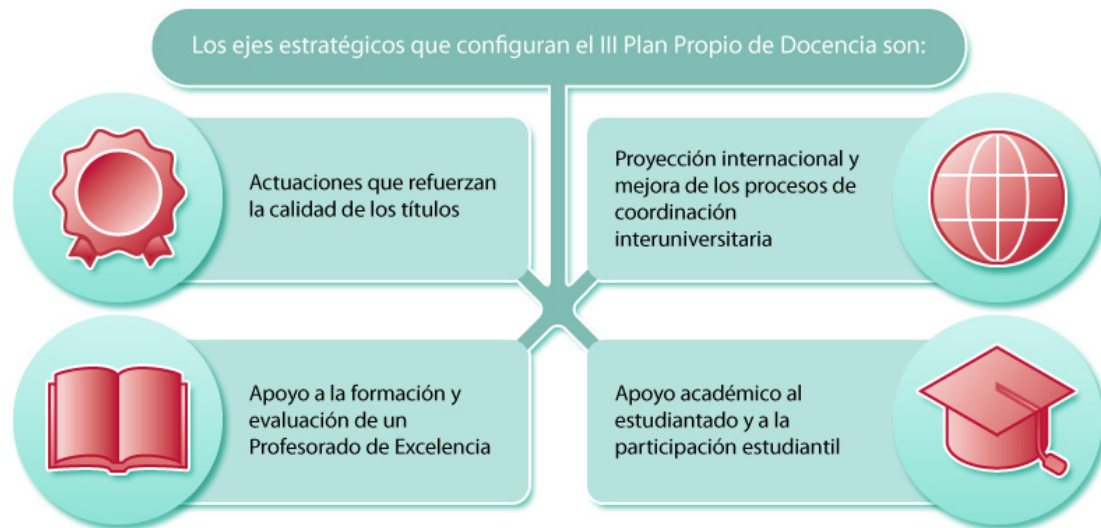 Los ejes estratégicos que configuran el III Plan Propio de Docencia son:
Actuaciones que refuerzan
la calidad de los títulos
Proyección internacional y
mejora de los procesos de
coordinación
interuniversitaria
Apoyo a la formación y
evaluación de un
Profesorado de Excelencia
Apoyo académico al
estudiantado y a la
participación estudiantil